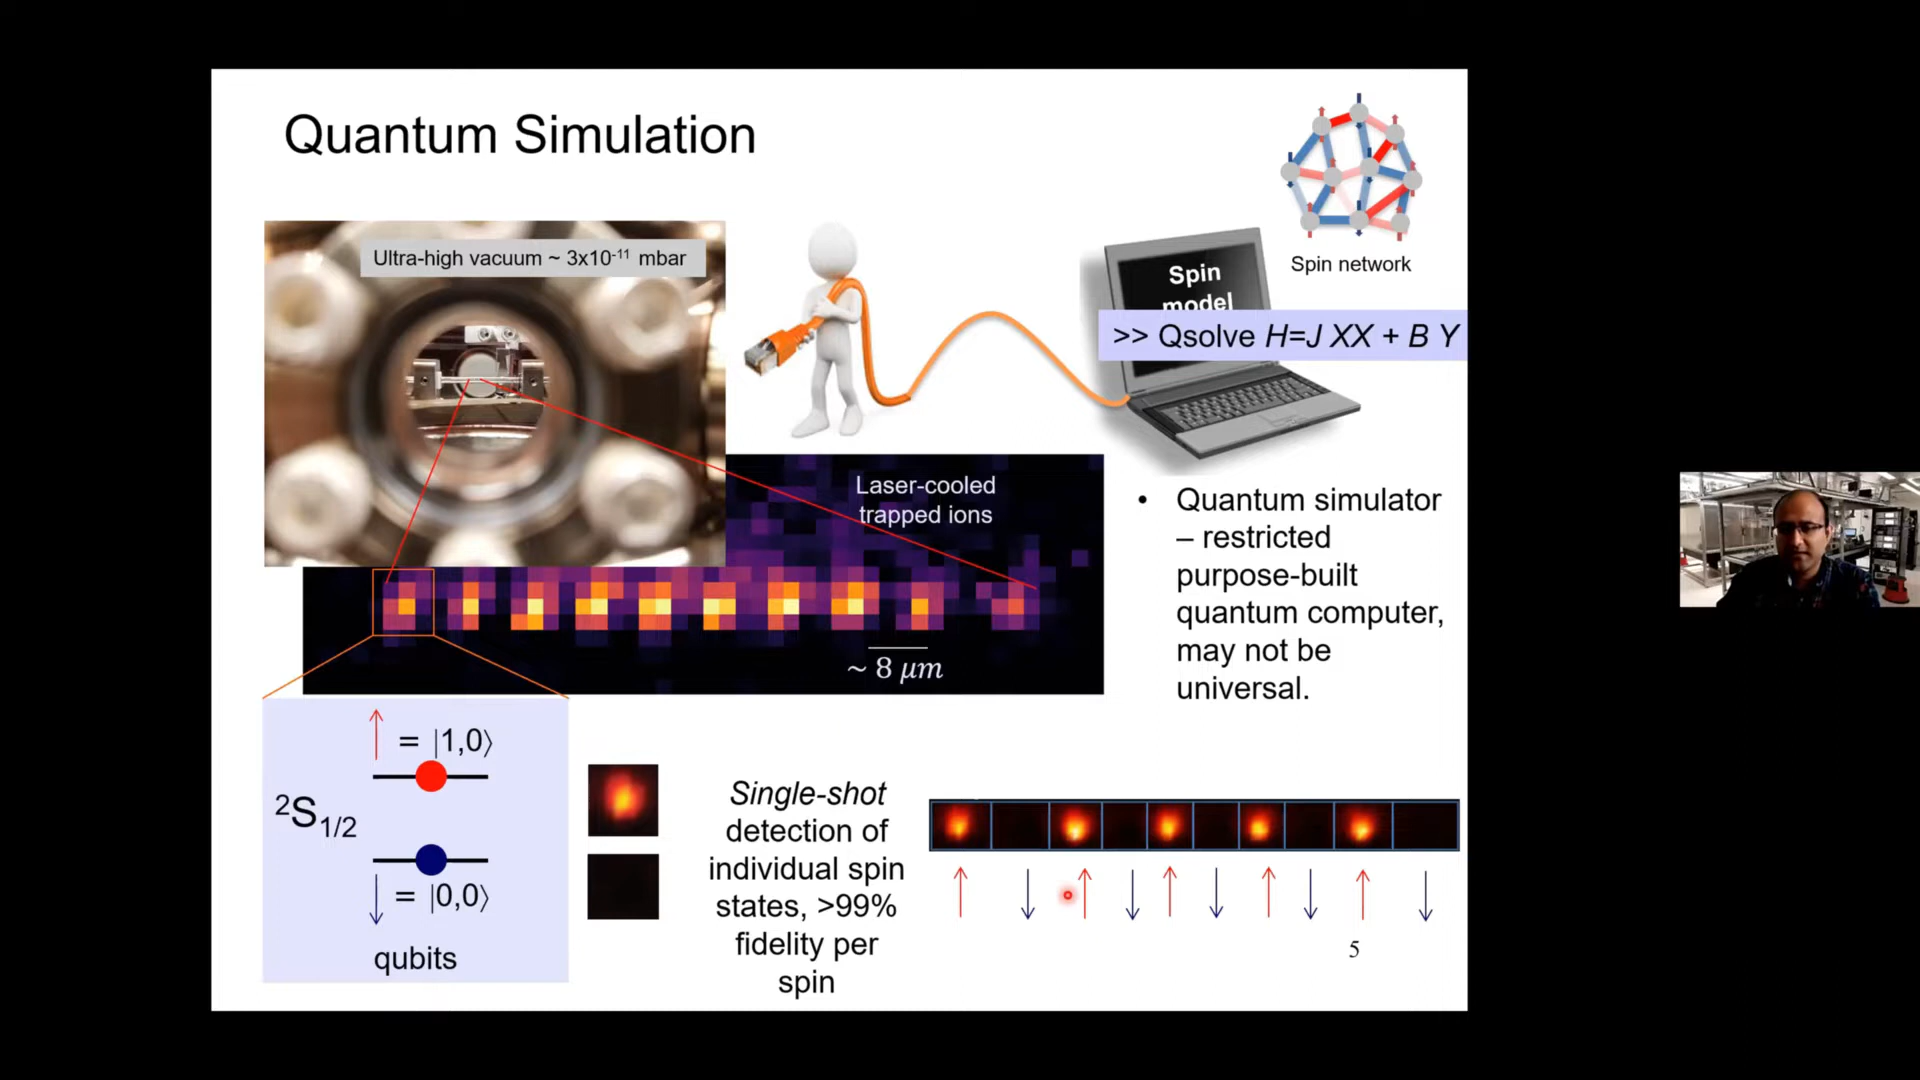 Quantum Simulation
Ultra-high vacuum ~ 3x10⁻¹¹ mbar
Spin network
Spin
model
>> Qsolve H=J XX + B Y
Laser-cooled
trapped ions
~ 8 μm
• Quantum simulator
– restricted
purpose-built
quantum computer,
may not be
universal.
= |1,0⟩
²S₁/₂
= |0,0⟩
qubits
Single-shot
detection of
individual spin
states, >99%
fidelity per
spin
5